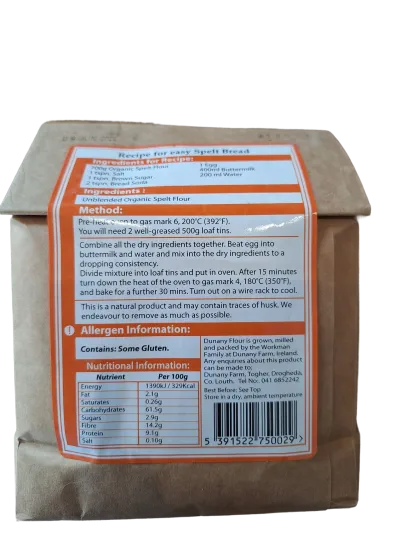 Recipe for easy Spelt Bread
Ingredients for Recipe:
500g Organic Spelt Flour
1 Egg
1 tspn. Salt
400ml Buttermilk
1 tspn. Brown Sugar
200 ml Water
2 tspn. Bread Soda
Ingredients :
Unblended Organic Spelt Flour
Method:
Pre-heat oven to gas mark 6, 200°C (392°F).
You will need 2 well-greased 500g loaf tins.
Combine all the dry ingredients together. Beat egg into
buttermilk and water and mix into the dry ingredients to a
dropping consistency.
Divide mixture into loaf tins and put in oven. After 15 minutes
turn down the heat of the oven to gas mark 4, 180°C (350°F),
and bake for a further 30 mins. Turn out on a wire rack to cool.
This is a natural product and may contain traces of husk. We
endeavour to remove as much as possible.
Allergen Information:
Contains: Some Gluten.
Nutritional Information:
Nutrient Per 100g
Energy 1390kJ / 329Kcal
Fat 2.1g
Saturates 0.26g
Carbohydrates 61.5g
Sugars 2.9g
Fibre 14.2g
Protein 9.1g
Salt 0.10g
Dunany Flour is grown, milled
and packed by the Workman
Family at Dunany Farm, Ireland.
Any enquiries about this product
can be made to:
Dunany Farm, Togher, Drogheda,
Co. Louth. Tel No: 041 6852242
Best Before: See Top
Store in a dry, ambient temperature
5 391522 750029 >